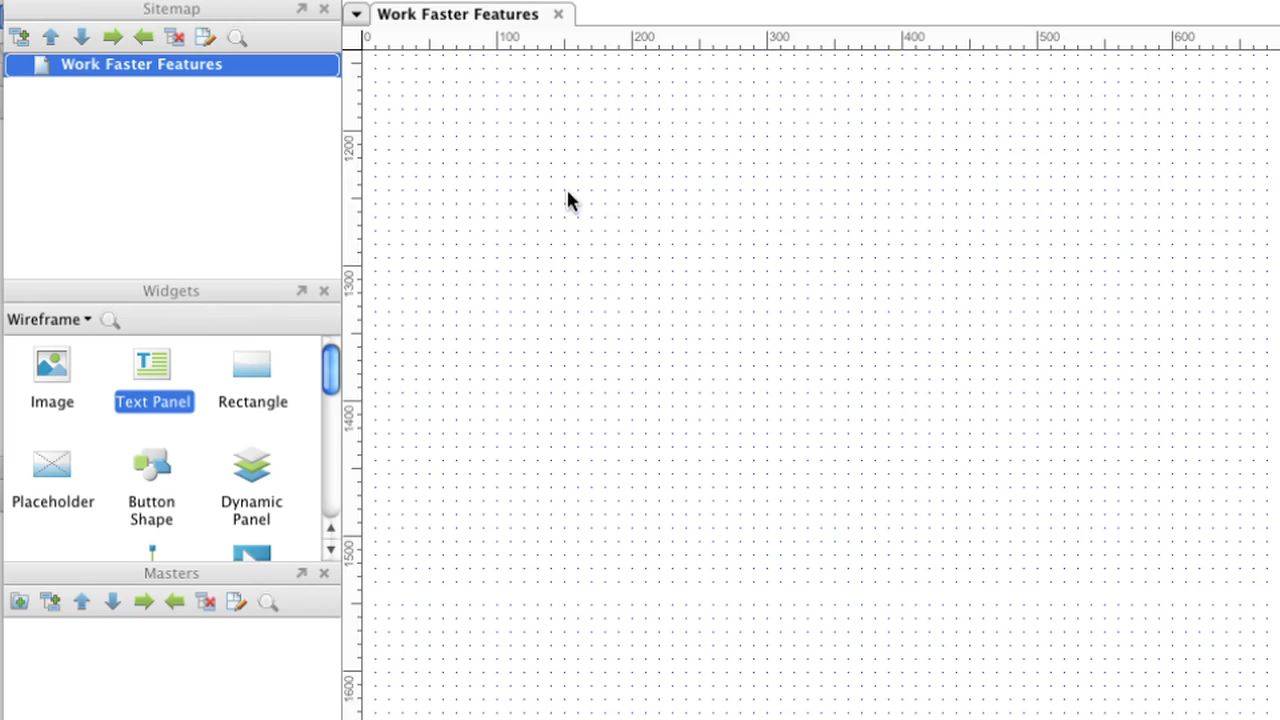 Sitemap
Work Faster Features
Work Faster Features
0 100 200 300 400 500 600
1200
1300
1400
1500
1600
Widgets
Wireframe
Image Text Panel Rectangle
Placeholder Button Shape Dynamic Panel
Masters